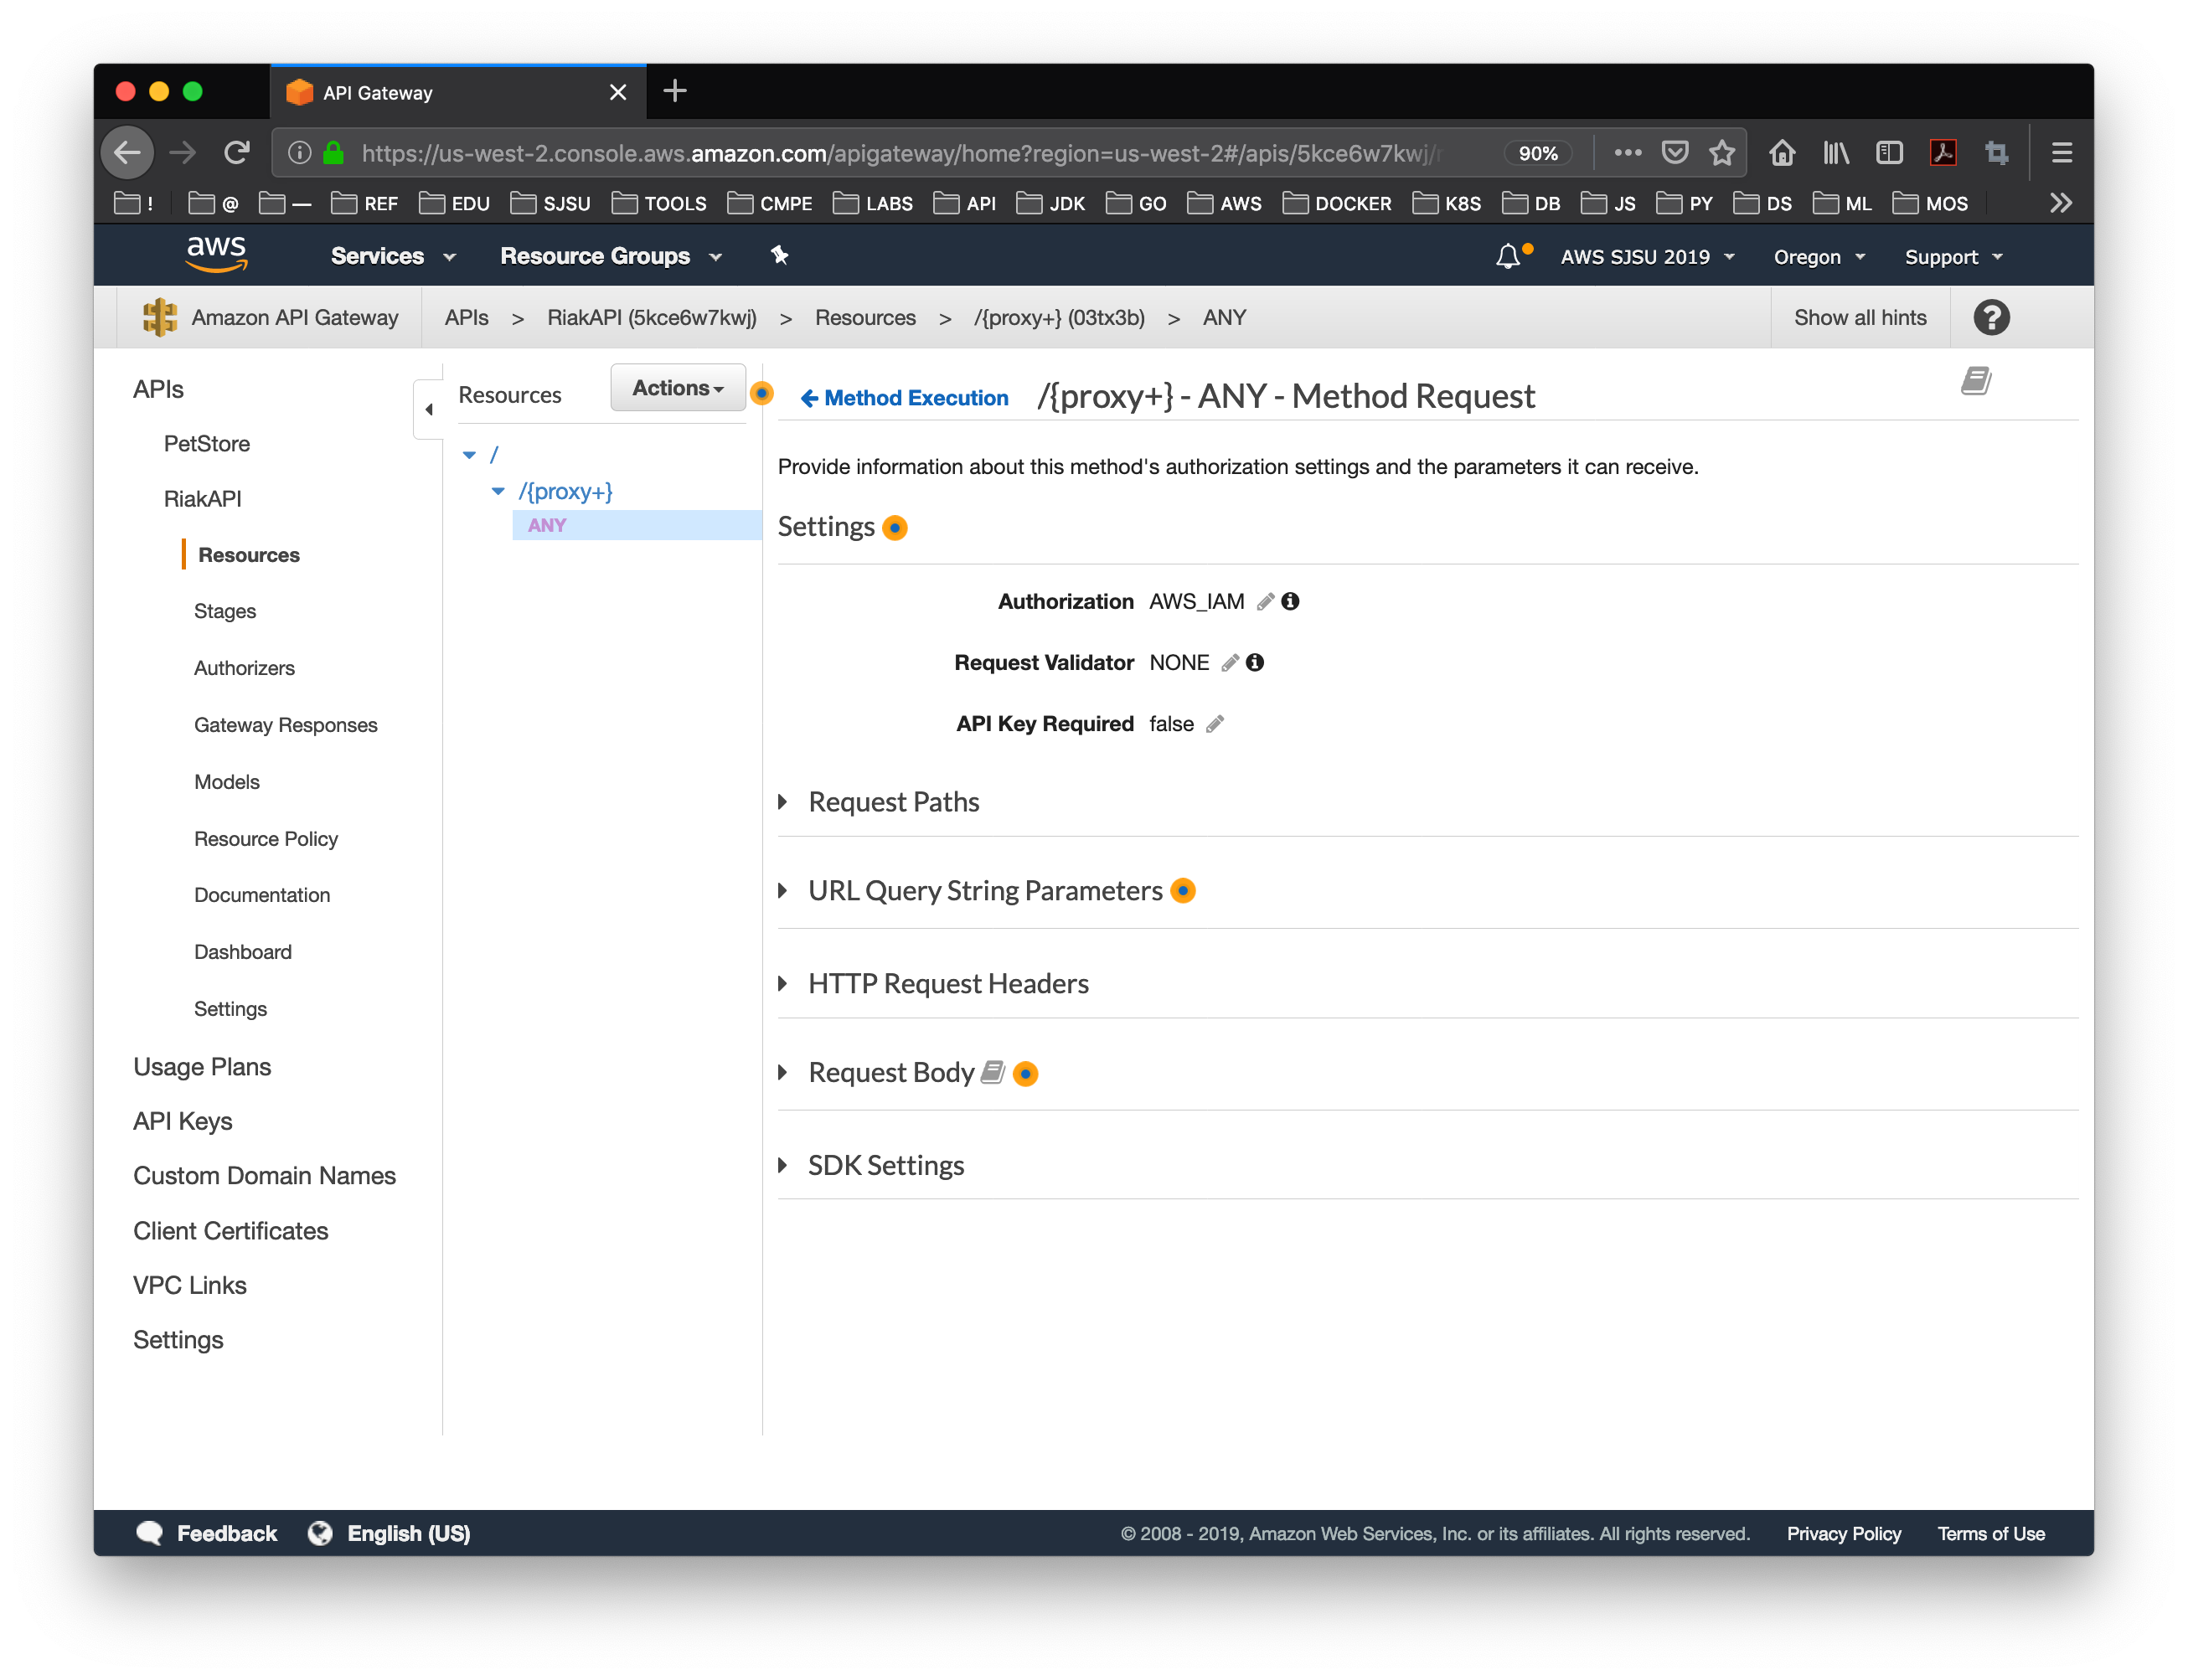 API Gateway
https://us-west-2.console.aws.amazon.com/apigateway/home?region=us-west-2#/apis/5kce6w7kwj/
90%
! @ — REF EDU SJSU TOOLS CMPE LABS API JDK GO AWS DOCKER K8S DB JS PY DS ML MOS
aws Services Resource Groups AWS SJSU 2019 Oregon Support
Amazon API Gateway APIs > RiakAPI (5kce6w7kwj) > Resources > /{proxy+} (03tx3b) > ANY Show all hints ?
APIs
PetStore
RiakAPI
Resources
Stages
Authorizers
Gateway Responses
Models
Resource Policy
Documentation
Dashboard
Settings
Usage Plans
API Keys
Custom Domain Names
Client Certificates
VPC Links
Settings
Resources Actions
/
/{proxy+}
ANY
Method Execution /{proxy+} - ANY - Method Request
Provide information about this method's authorization settings and the parameters it can receive.
Settings
Authorization AWS_IAM
Request Validator NONE
API Key Required false
Request Paths
URL Query String Parameters
HTTP Request Headers
Request Body
SDK Settings
Feedback English (US) © 2008 - 2019, Amazon Web Services, Inc. or its affiliates. All rights reserved. Privacy Policy Terms of Use